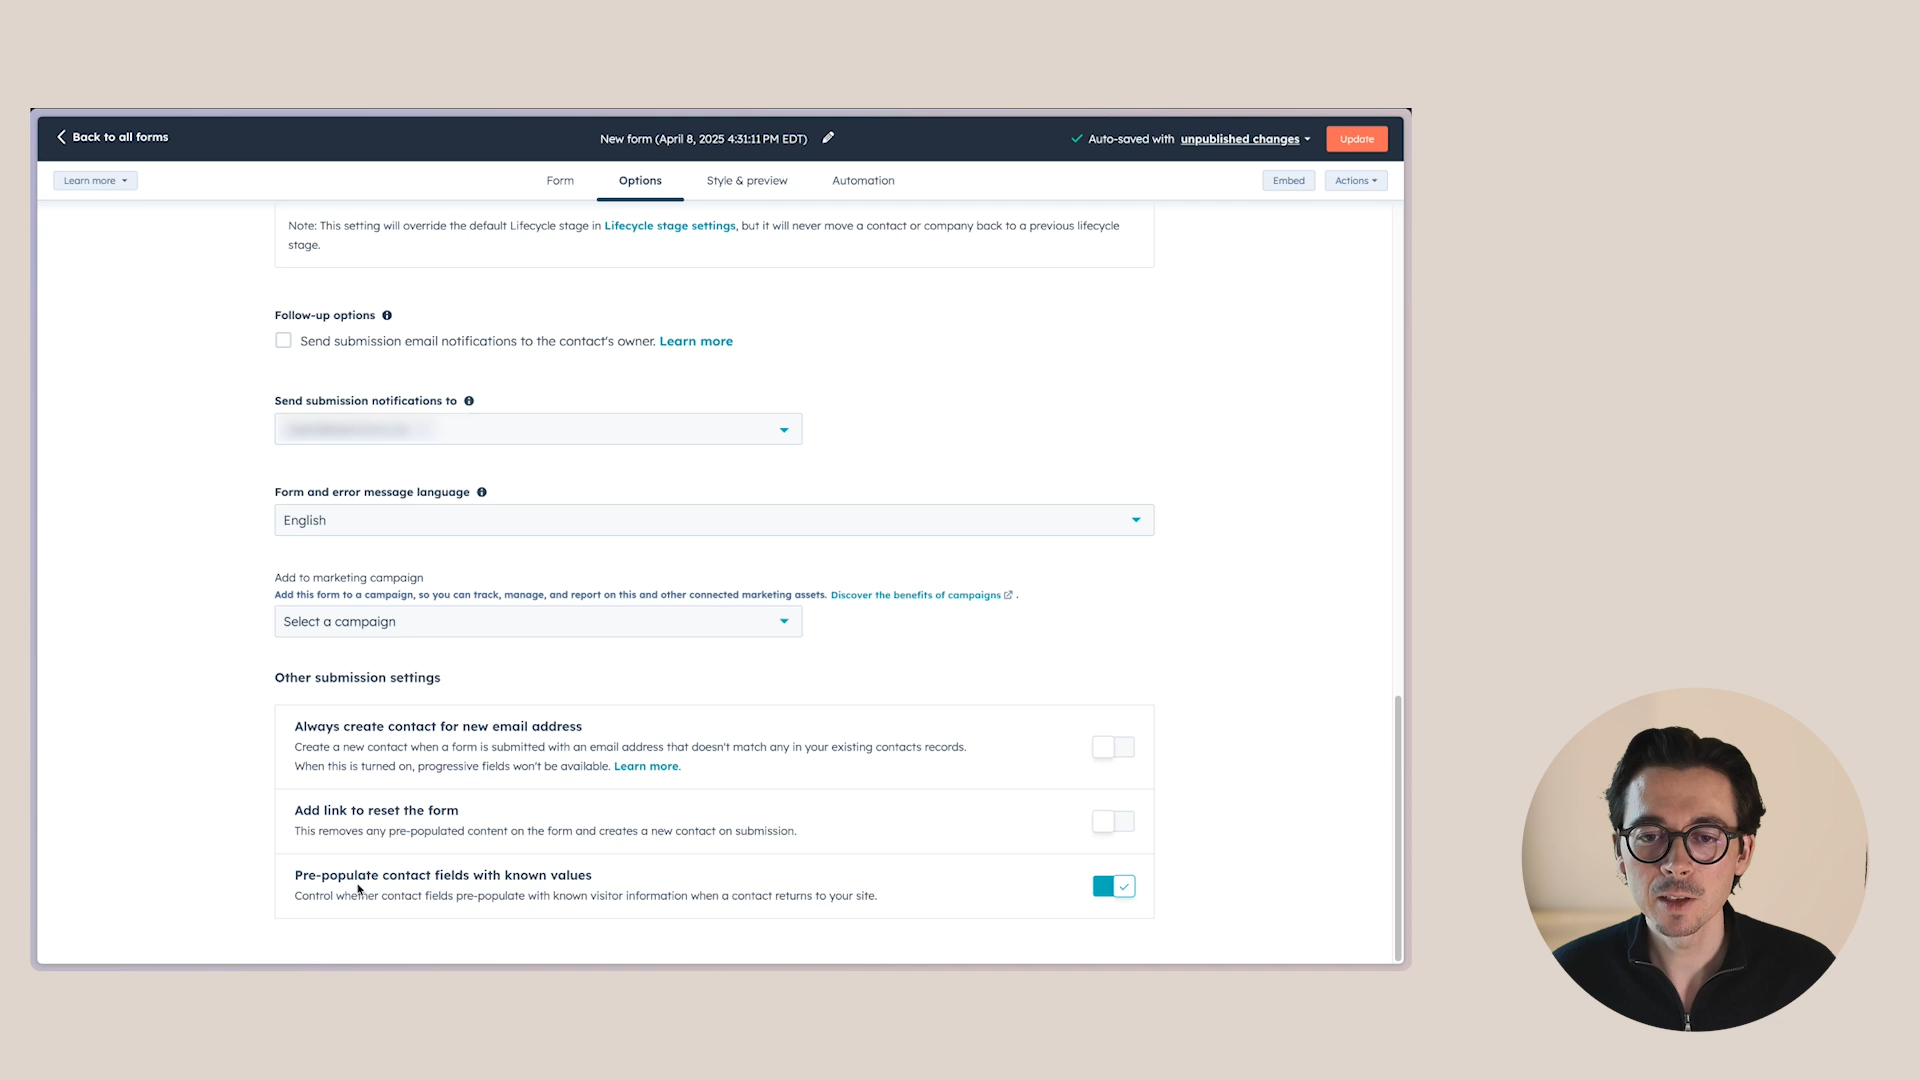 Back to all forms
New form (April 8, 2025 4:31:11 PM EDT)
Auto-saved with unpublished changes
Update
Learn more
Form
Options
Style & preview
Automation
Embed
Actions
Note: This setting will override the default Lifecycle stage in Lifecycle stage settings, but it will never move a contact or company back to a previous lifecycle
stage.
Follow-up options
Send submission email notifications to the contact's owner. Learn more
Send submission notifications to
Form and error message language
English
Add to marketing campaign
Add this form to a campaign, so you can track, manage, and report on this and other connected marketing assets. Discover the benefits of campaigns .
Select a campaign
Other submission settings
Always create contact for new email address
Create a new contact when a form is submitted with an email address that doesn't match any in your existing contacts records.
When this is turned on, progressive fields won't be available. Learn more.
Add link to reset the form
This removes any pre-populated content on the form and creates a new contact on submission.
Pre-populate contact fields with known values
Control whether contact fields pre-populate with known visitor information when a contact returns to your site.